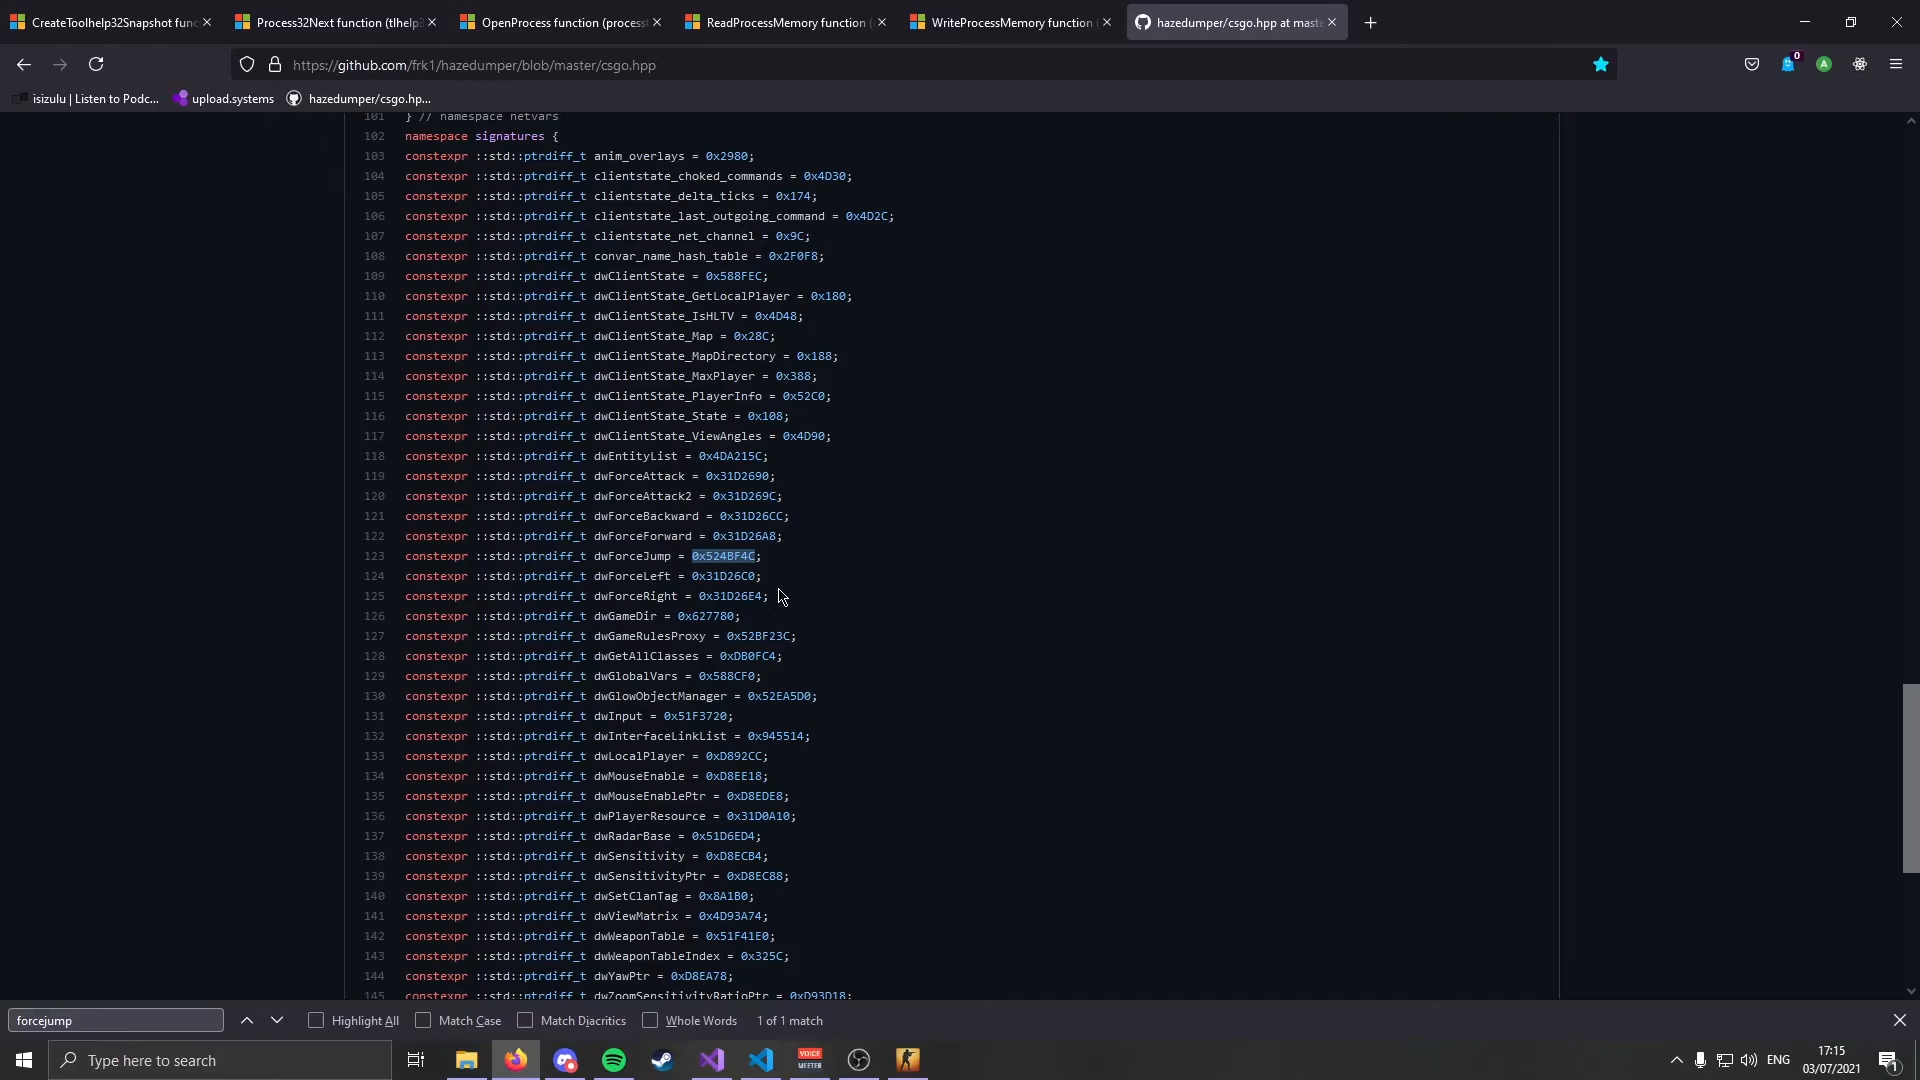 CreateToolhelp32Snapshot func
Process32Next function (tlhelp3
OpenProcess function (process
ReadProcessMemory function (
WriteProcessMemory function (
hazedumper/csgo.hpp at maste
https://github.com/frk1/hazedumper/blob/master/csgo.hpp
0
A
isizulu | Listen to Podc...
upload.systems
hazedumper/csgo.hp...
101 } // namespace netvars
102 namespace signatures {
103 constexpr ::std::ptrdiff_t anim_overlays = 0x2980;
104 constexpr ::std::ptrdiff_t clientstate_choked_commands = 0x4D30;
105 constexpr ::std::ptrdiff_t clientstate_delta_ticks = 0x174;
106 constexpr ::std::ptrdiff_t clientstate_last_outgoing_command = 0x4D2C;
107 constexpr ::std::ptrdiff_t clientstate_net_channel = 0x9C;
108 constexpr ::std::ptrdiff_t convar_name_hash_table = 0x2F0F8;
109 constexpr ::std::ptrdiff_t dwClientState = 0x588FEC;
110 constexpr ::std::ptrdiff_t dwClientState_GetLocalPlayer = 0x180;
111 constexpr ::std::ptrdiff_t dwClientState_IsHLTV = 0x4D48;
112 constexpr ::std::ptrdiff_t dwClientState_Map = 0x28C;
113 constexpr ::std::ptrdiff_t dwClientState_MapDirectory = 0x188;
114 constexpr ::std::ptrdiff_t dwClientState_MaxPlayer = 0x388;
115 constexpr ::std::ptrdiff_t dwClientState_PlayerInfo = 0x52C0;
116 constexpr ::std::ptrdiff_t dwClientState_State = 0x108;
117 constexpr ::std::ptrdiff_t dwClientState_ViewAngles = 0x4D90;
118 constexpr ::std::ptrdiff_t dwEntityList = 0x4DA215C;
119 constexpr ::std::ptrdiff_t dwForceAttack = 0x31D2690;
120 constexpr ::std::ptrdiff_t dwForceAttack2 = 0x31D269C;
121 constexpr ::std::ptrdiff_t dwForceBackward = 0x31D26CC;
122 constexpr ::std::ptrdiff_t dwForceForward = 0x31D26A8;
123 constexpr ::std::ptrdiff_t dwForceJump = 0x524BF4C;
124 constexpr ::std::ptrdiff_t dwForceLeft = 0x31D26C0;
125 constexpr ::std::ptrdiff_t dwForceRight = 0x31D26E4;
126 constexpr ::std::ptrdiff_t dwGameDir = 0x627780;
127 constexpr ::std::ptrdiff_t dwGameRulesProxy = 0x52BF23C;
128 constexpr ::std::ptrdiff_t dwGetAllClasses = 0xDB0FC4;
129 constexpr ::std::ptrdiff_t dwGlobalVars = 0x588CF0;
130 constexpr ::std::ptrdiff_t dwGlowObjectManager = 0x52EA5D0;
131 constexpr ::std::ptrdiff_t dwInput = 0x51F3720;
132 constexpr ::std::ptrdiff_t dwInterfaceLinkList = 0x945514;
133 constexpr ::std::ptrdiff_t dwLocalPlayer = 0xD892CC;
134 constexpr ::std::ptrdiff_t dwMouseEnable = 0xD8EE18;
135 constexpr ::std::ptrdiff_t dwMouseEnablePtr = 0xD8EDE8;
136 constexpr ::std::ptrdiff_t dwPlayerResource = 0x31D0A10;
137 constexpr ::std::ptrdiff_t dwRadarBase = 0x51D6ED4;
138 constexpr ::std::ptrdiff_t dwSensitivity = 0xD8ECB4;
139 constexpr ::std::ptrdiff_t dwSensitivityPtr = 0xD8EC88;
140 constexpr ::std::ptrdiff_t dwSetClanTag = 0x8A1B0;
141 constexpr ::std::ptrdiff_t dwViewMatrix = 0x4D93A74;
142 constexpr ::std::ptrdiff_t dwWeaponTable = 0x51F41E0;
143 constexpr ::std::ptrdiff_t dwWeaponTableIndex = 0x325C;
144 constexpr ::std::ptrdiff_t dwYawPtr = 0xD8EA78;
145 constexpr ::std::ptrdiff_t dwZoomSensitivityRatioPtr = 0xD93D18;
forcejump
Highlight All
Match Case
Match Diacritics
Whole Words
1 of 1 match
Type here to search
VOICE
MEETER
ENG
17:15
03/07/2021
1